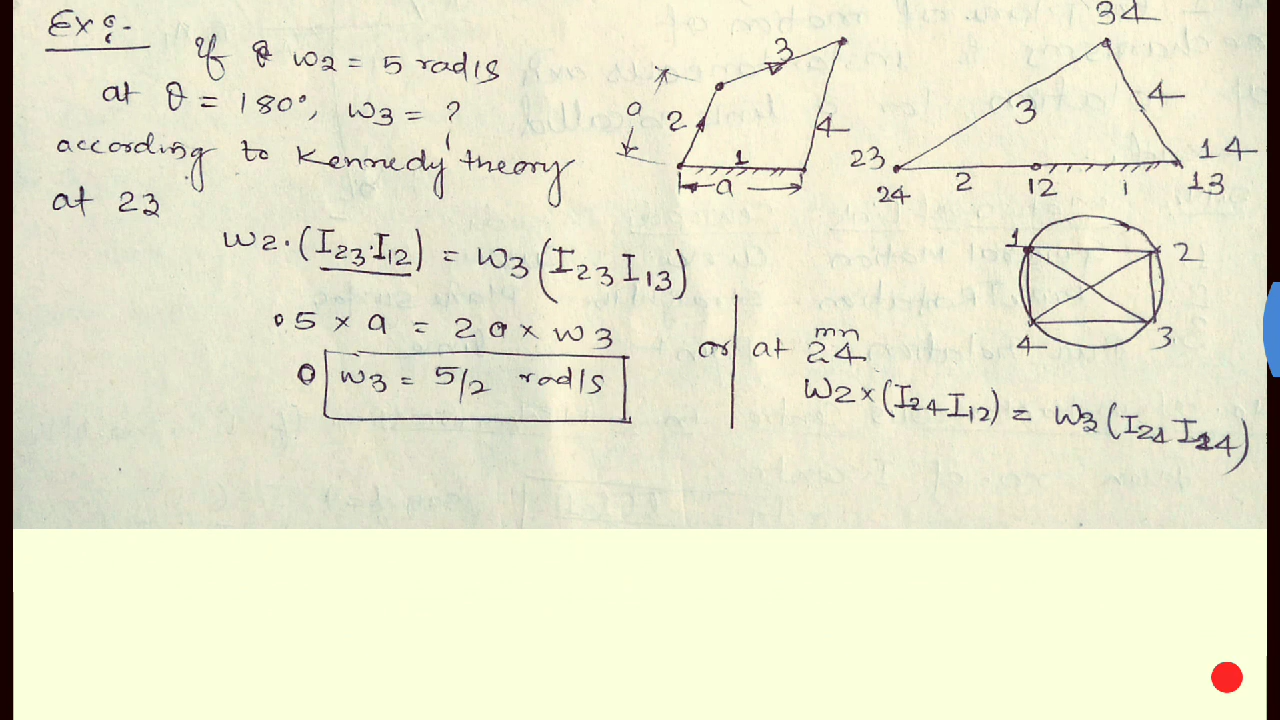 Ex :-
If ω2 = 5 rad/s
at θ = 180°, ω3 = ?
according to Kennedy theory
at 23
ω2 . (I23.I12) = ω3 (I23 I13)
5 x a = 2a x ω3
ω3 = 5/2 rad/s
or at 24
mn
ω2 x (I24 I12) = ω3
3
2
a
4
1
a
34
3
4
23
24
2
12
1
14
13
1
2
4
3